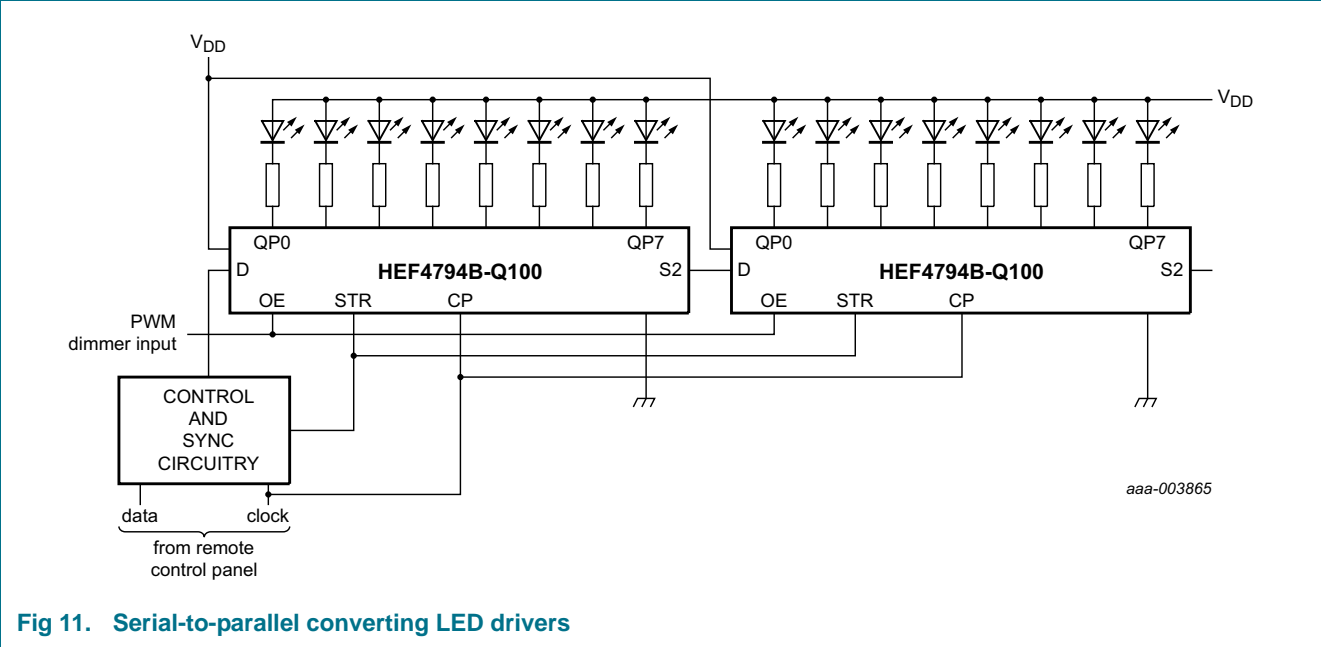 VDD
VDD
QP0
QP7
D
HEF4794B-Q100
S2
OE
STR
CP
QP0
QP7
D
HEF4794B-Q100
S2
OE
STR
CP
PWM
dimmer input
CONTROL
AND
SYNC
CIRCUITRY
data
clock
from remote
control panel
aaa-003865
Fig 11. Serial-to-parallel converting LED drivers